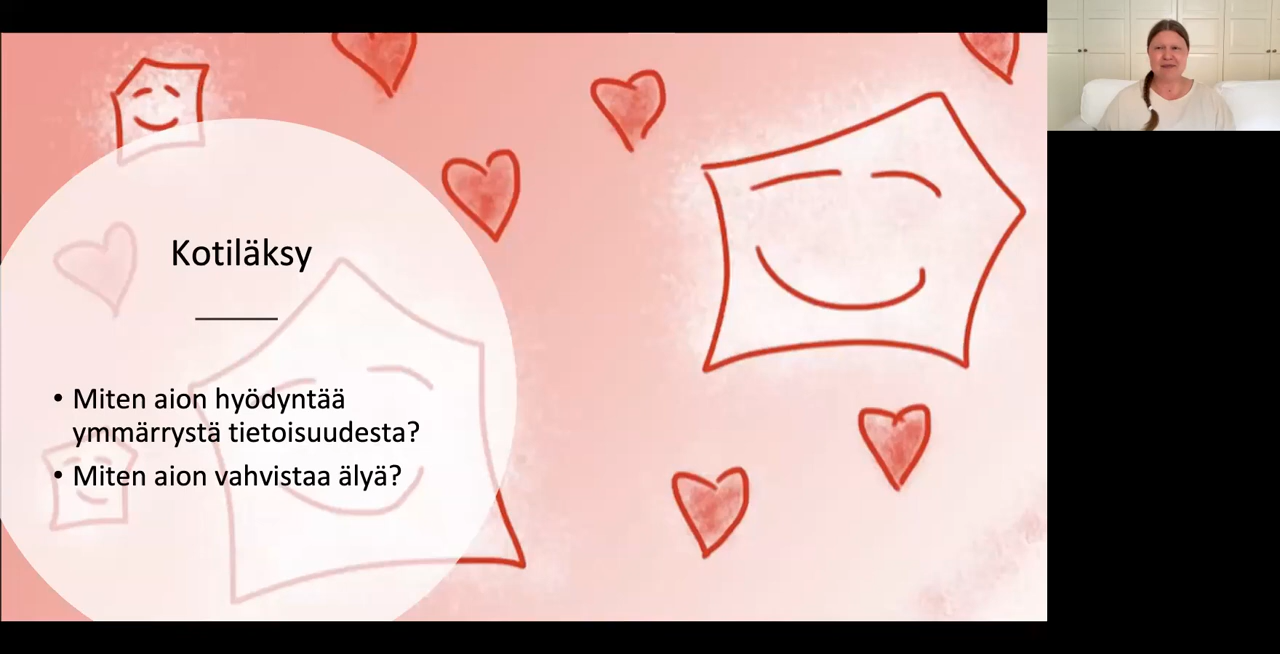 Kotiläksy
• Miten aion hyödyntää
ymmärrystä tietoisuudesta?
• Miten aion vahvistaa älyä?